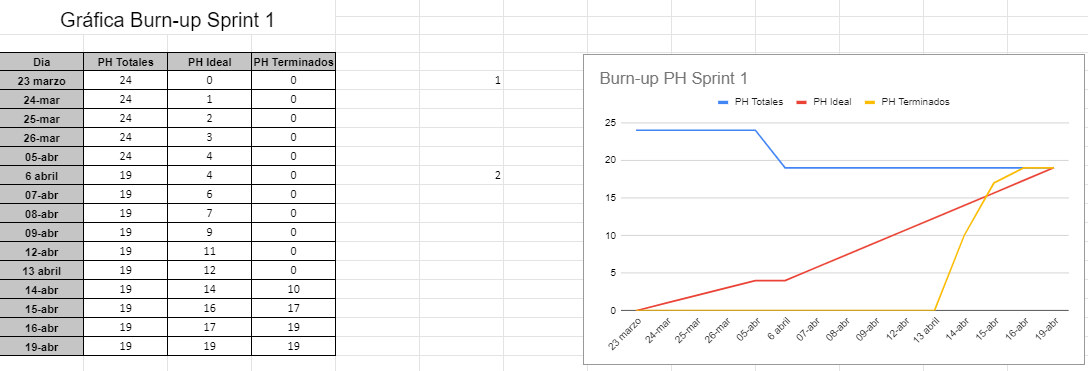 Gráfica Burn-up Sprint 1
Día PH Totales PH Ideal PH Terminados
23 marzo 24 0 0 1
24-mar 24 1 0
25-mar 24 2 0
26-mar 24 3 0
05-abr 24 4 0
6 abril 19 4 0 2
07-abr 19 6 0
08-abr 19 7 0
09-abr 19 9 0
12-abr 19 11 0
13 abril 19 12 0
14-abr 19 14 10
15-abr 19 16 17
16-abr 19 17 19
19-abr 19 19 19
Burn-up PH Sprint 1
PH Totales PH Ideal PH Terminados
25
20
15
10
5
0
23 marzo 24-mar 25-mar 26-mar 05-abr 6 abril 07-abr 08-abr 09-abr 12-abr 13 abril 14-abr 15-abr 16-abr 19-abr